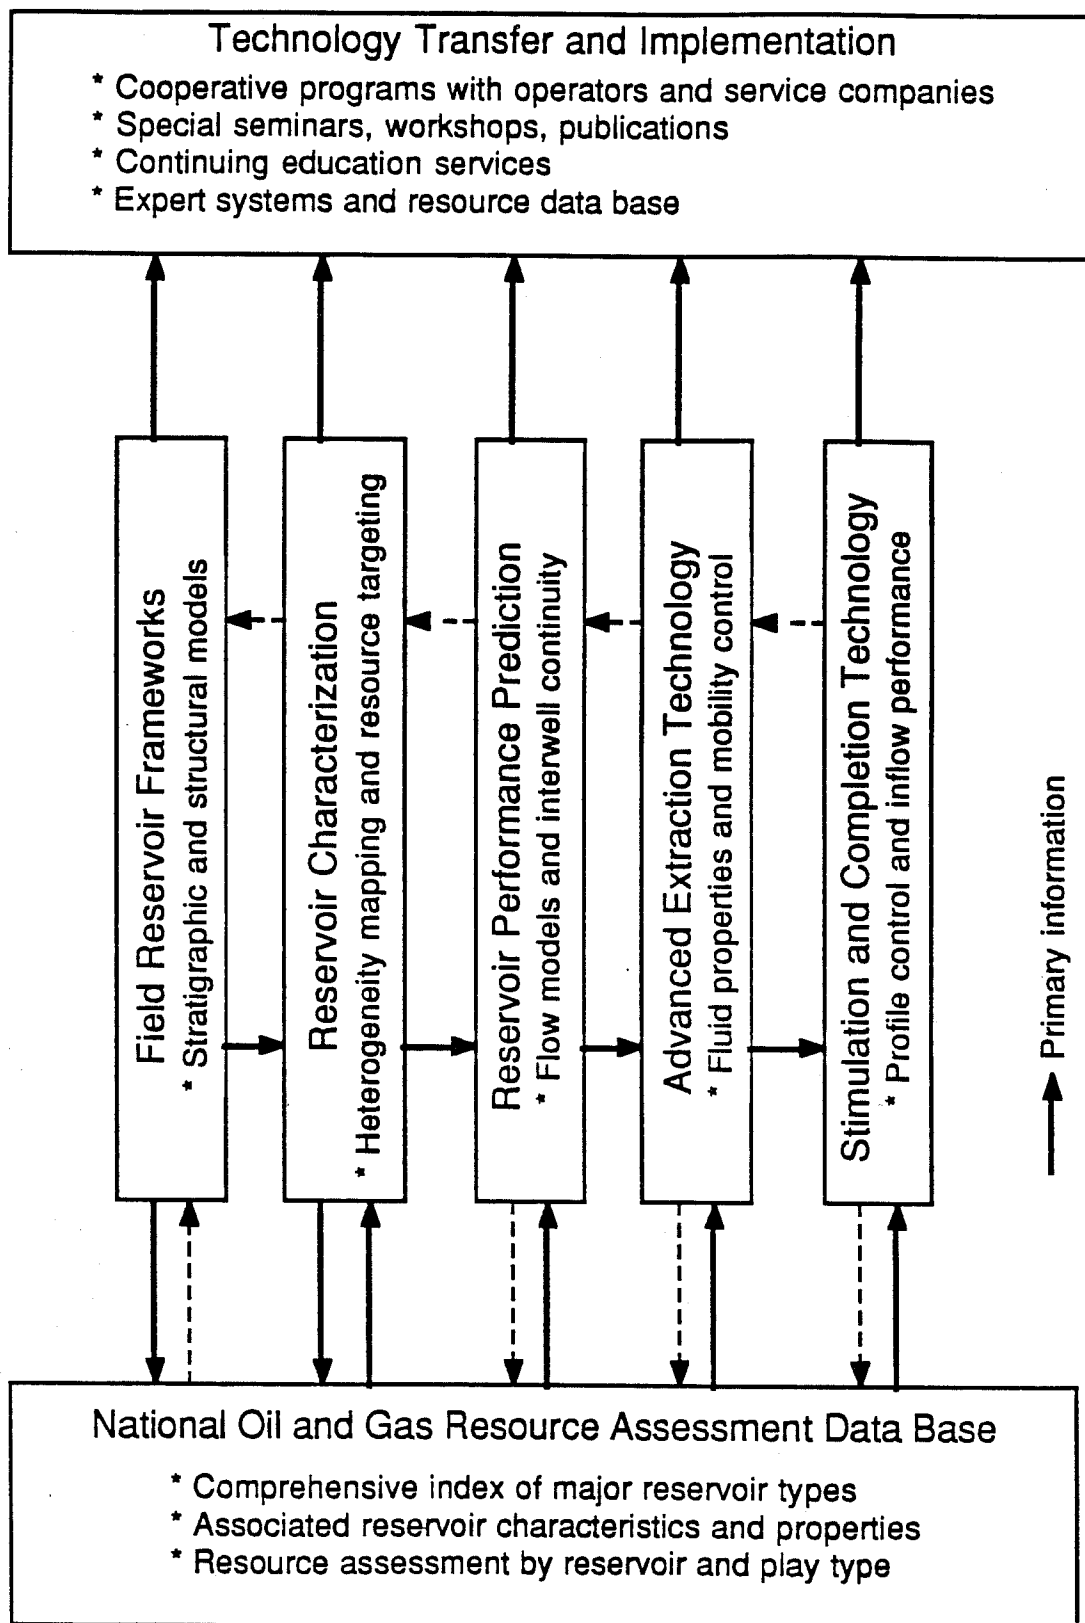 Technology Transfer and Implementation
* Cooperative programs with operators and service companies
* Special seminars, workshops, publications
* Continuing education services
* Expert systems and resource data base
Field Reservoir Frameworks
* Stratigraphic and structural models
Reservoir Characterization
* Heterogeneity mapping and resource targeting
Reservoir Performance Prediction
* Flow models and interwell continuity
Advanced Extraction Technology
* Fluid properties and mobility control
Stimulation and Completion Technology
* Profile control and inflow performance
Primary information
National Oil and Gas Resource Assessment Data Base
* Comprehensive index of major reservoir types
* Associated reservoir characteristics and properties
* Resource assessment by reservoir and play type